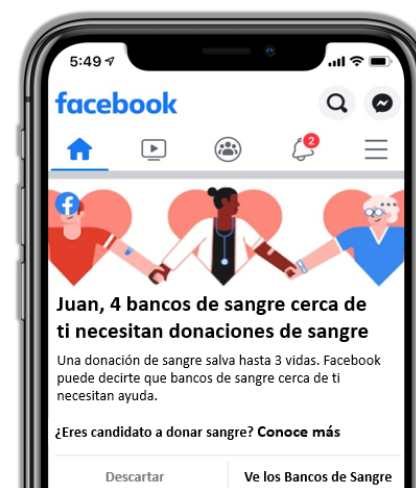 5:49
facebook
2
Juan, 4 bancos de sangre cerca de
ti necesitan donaciones de sangre
Una donación de sangre salva hasta 3 vidas. Facebook
puede decirte que bancos de sangre cerca de ti
necesitan ayuda.
¿Eres candidato a donar sangre? Conoce más
Descartar Ve los Bancos de Sangre